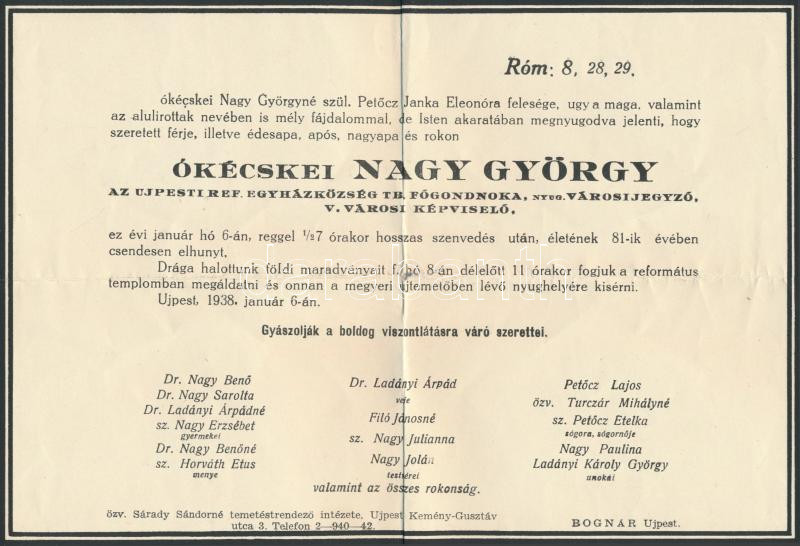 Róm: 8, 28, 29.
ókécskei Nagy Györgyné szül. Petőcz Janka Eleonóra felesége, ugy a maga, valamint
az alulirottak nevében is mély fájdalommal, de Isten akaratában megnyugodva jelenti, hogy
szeretett férje, illetve édesapa, após, nagyapa és rokon
ÓKÉCSKEI NAGY GYÖRGY
AZ UJPESTI REF. EGYHÁZKÖZSÉG TB. FŐGONDNOKA, NYUG. VÁROSI JEGYZŐ,
V. VÁROSI KÉPVISELŐ,
ez évi január hó 6-án, reggel 1/27 órakor hosszas szenvedés után, életének 81-ik évében
csendesen elhunyt.
Drága halottunk földi maradványait f. hó 8-án délelőtt 11 órakor fogjuk a református
templomban megáldatni és onnan a megyeri ujtemetőben lévő nyughelyére kisérni.
Ujpest, 1938. január 6-án.
darabanth
Gyászolják a boldog viszontlátásra váró szerettei.
Dr. Nagy Benő
Dr. Nagy Sarolta
Dr. Ladányi Árpádné
sz. Nagy Erzsébet
gyermekei
Dr. Nagy Benőné
sz. Horváth Etus
menye
Dr. Ladányi Árpád
veje
Filó Jánosné
sz. Nagy Julianna
Nagy Jolán
testvérei
valamint az összes rokonság.
Petőcz Lajos
özv. Turczár Mihályné
sz. Petőcz Etelka
sógora, sógornője
Nagy Paulina
Ladányi Károly György
unokái
özv. Sárady Sándorné temetésrendező intézete, Ujpest Kemény-Gusztáv
utca 3. Telefon 2—940—42.
BOGNÁR Ujpest.